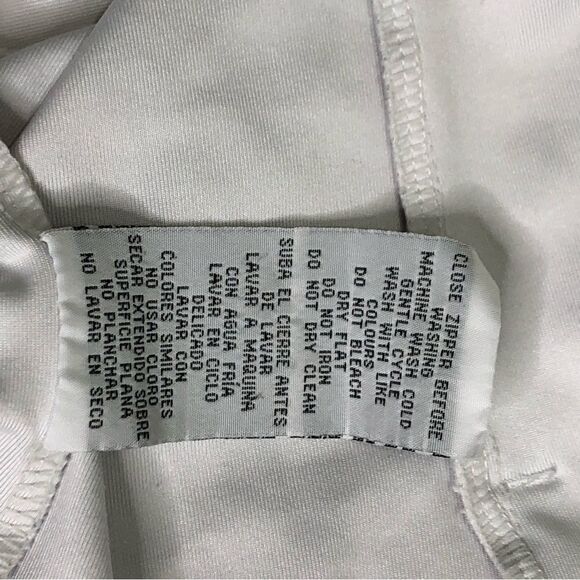 CLOSE ZIPPER BEFORE
WASHING
MACHINE WASH COLD
GENTLE CYCLE
WASH WITH LIKE
COLOURS
DO NOT BLEACH
DRY FLAT
DO NOT IRON
DO NOT DRY CLEAN
SUBA EL CIERRE ANTES
DE LAVAR
LAVAR A MAQUINA
CON AGUA FRÍA
LAVAR EN CICLO
DELICADO
LAVAR CON
COLORES SIMILARES
NO USAR CLORO
SECAR EXTENDIDO SOBRE
SUPERFICIE PLANA
NO PLANCHAR
NO LAVAR EN SECO